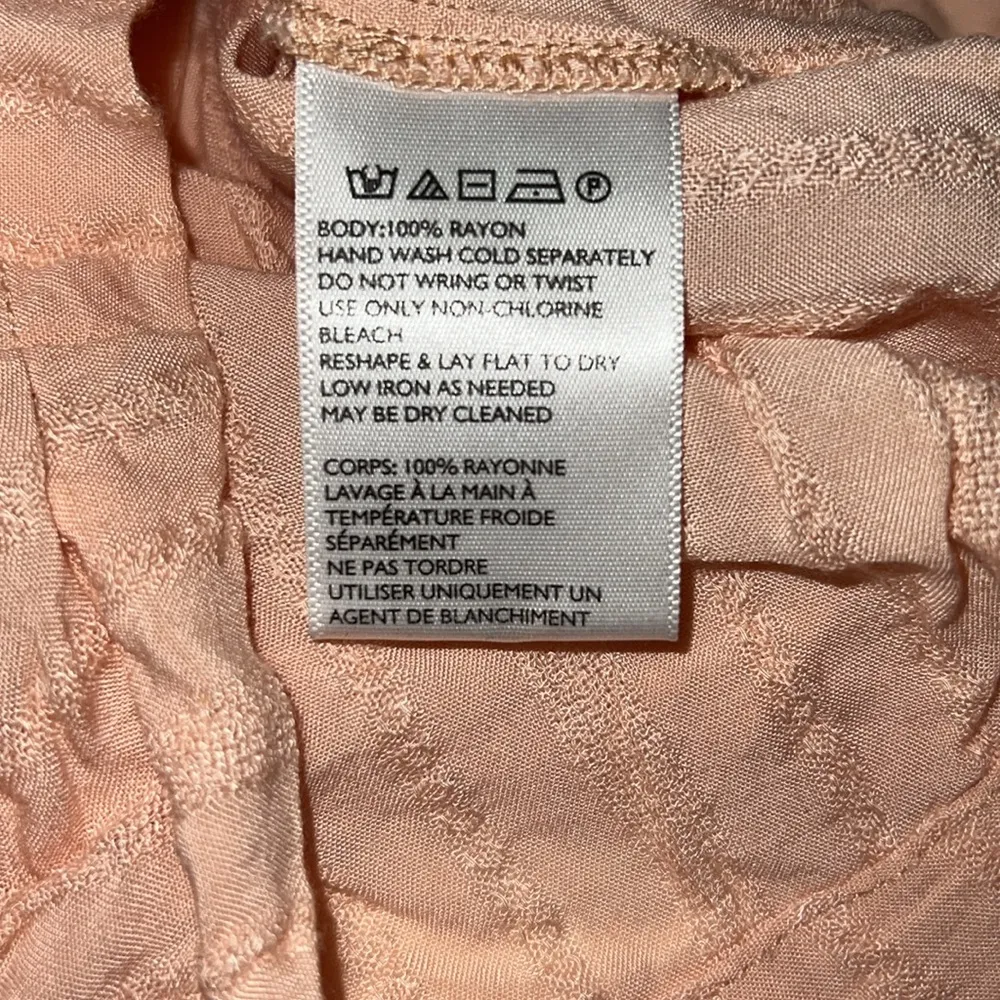 P
BODY:100% RAYON
HAND WASH COLD SEPARATELY
DO NOT WRING OR TWIST
USE ONLY NON-CHLORINE
BLEACH
RESHAPE & LAY FLAT TO DRY
LOW IRON AS NEEDED
MAY BE DRY CLEANED
CORPS: 100% RAYONNE
LAVAGE À LA MAIN À
TEMPÉRATURE FROIDE
SÉPARÉMENT
NE PAS TORDRE
UTILISER UNIQUEMENT UN
AGENT DE BLANCHIMENT